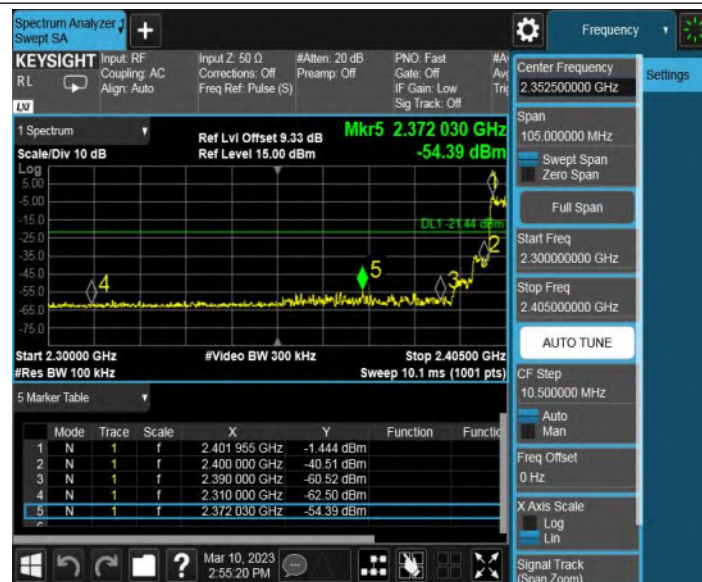 Spectrum Analyzer 1
Swept SA
+
Frequency
KEYSIGHT
RL
LXI
Input: RF
Coupling: AC
Align: Auto
Input Z: 50 Ω
Corrections: Off
Freq Ref: Pulse (S)
#Atten: 20 dB
Preamp: Off
PNO: Fast
Gate: Off
IF Gain: Low
Sig Track: Off
Settings
Center Frequency
2.352500000 GHz
Span
105.000000 MHz
Swept Span
Zero Span
Full Span
Start Freq
2.300000000 GHz
Stop Freq
2.405000000 GHz
AUTO TUNE
CF Step
10.500000 MHz
Auto
Man
Freq Offset
0 Hz
X Axis Scale
Log
Lin
Signal Track
(Span Zoom)
1 Spectrum
Scale/Div 10 dB
Ref Lvl Offset 9.33 dB
Ref Level 15.00 dBm
Mkr5 2.372 030 GHz
-54.39 dBm
Log
5.00
-5.00
-15.0
-25.0
-35.0
-45.0
-55.0
-65.0
-75.0
DL1 -21.44 dBm
1
2
3
4
5
Start 2.30000 GHz
#Video BW 300 kHz
Stop 2.40500 GHz
#Res BW 100 kHz
Sweep 10.1 ms (1001 pts)
5 Marker Table
Mode Trace Scale X Y Function
1 N 1 f 2.401 955 GHz -1.444 dBm
2 N 1 f 2.400 000 GHz -40.51 dBm
3 N 1 f 2.390 000 GHz -60.52 dBm
4 N 1 f 2.310 000 GHz -62.50 dBm
5 N 1 f 2.372 030 GHz -54.39 dBm
?
Mar 10, 2023
2:55:20 PM